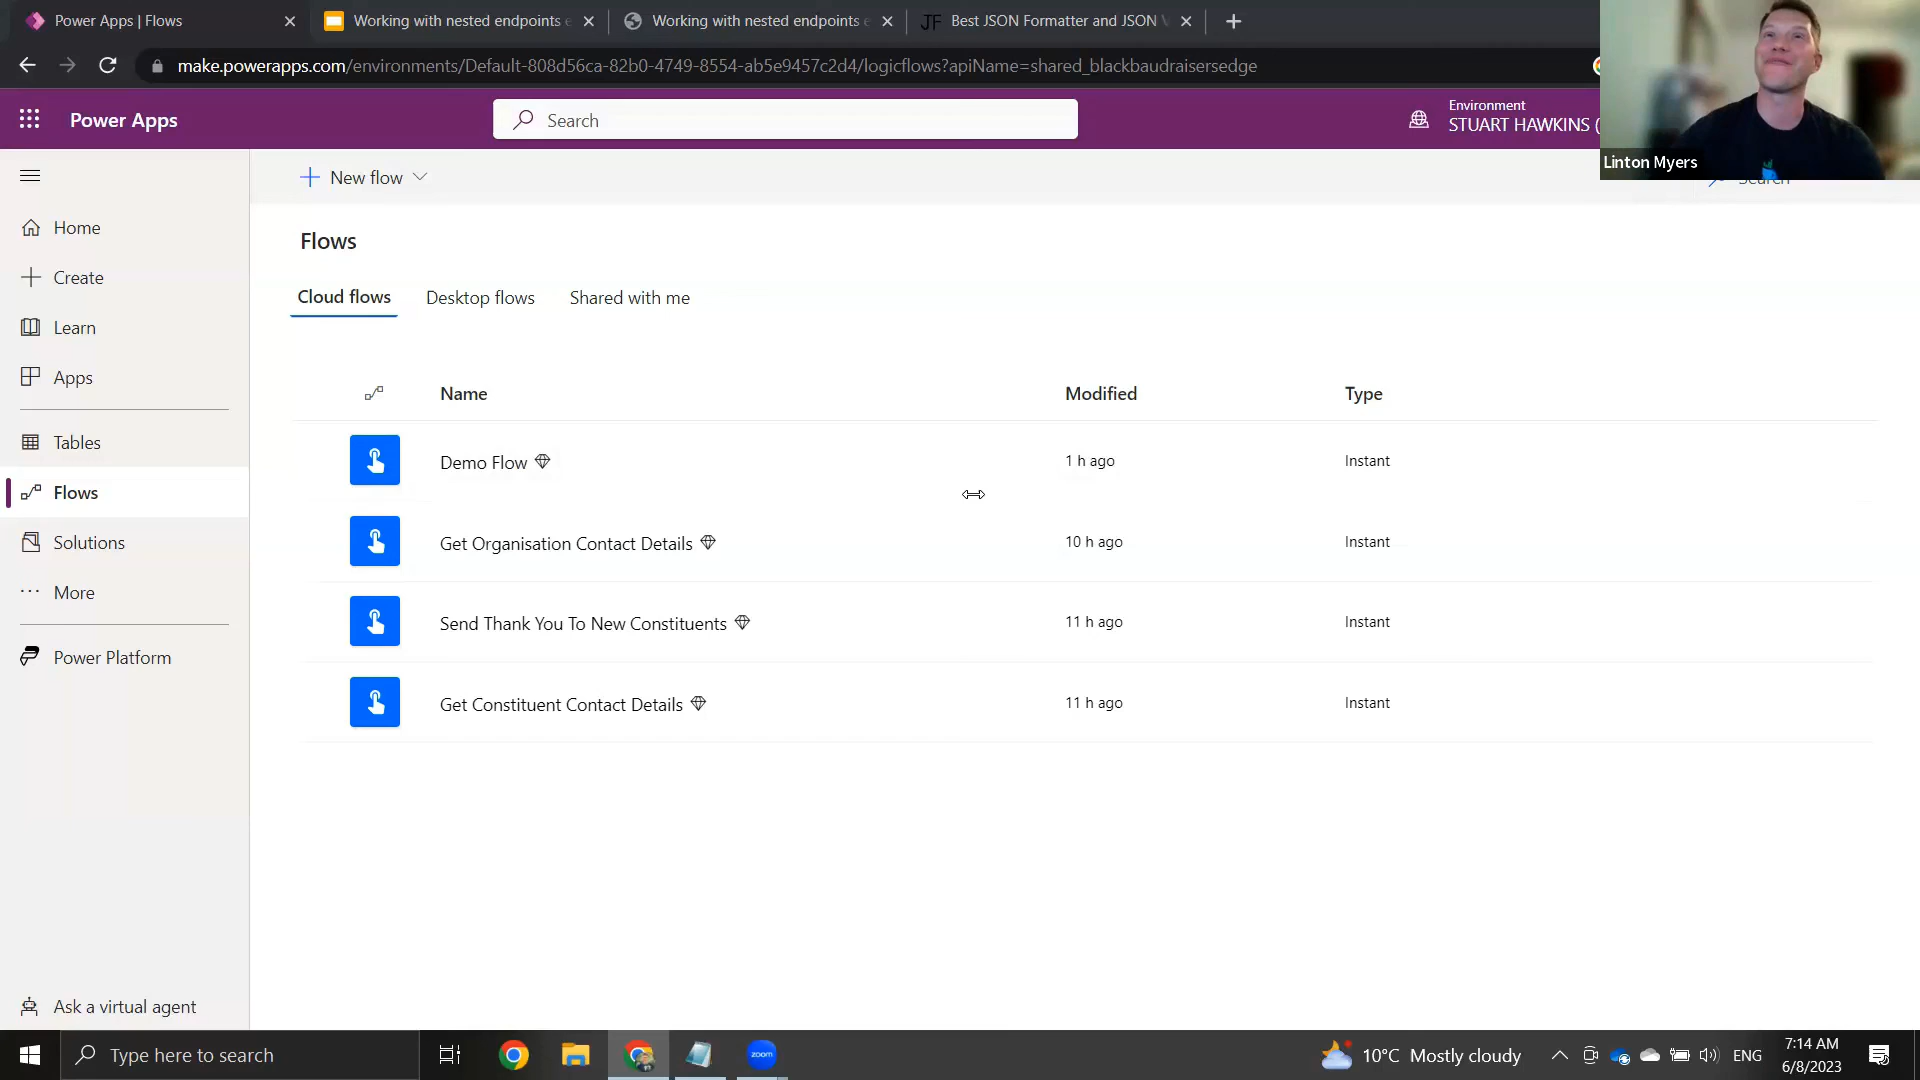 Power Apps | Flows
Working with nested endpoints e
Working with nested endpoints e
JF Best JSON Formatter and JSON V
make.powerapps.com/environments/Default-808d56ca-82b0-4749-8554-ab5e9457c2d4/logicflows?apiName=shared_blackbaudraisersedge
Power Apps
Search
Environment
STUART HAWKINS (
Linton Myers
New flow
Search
Home
Create
Learn
Apps
Tables
Flows
Solutions
More
Power Platform
Ask a virtual agent
Flows
Cloud flows Desktop flows Shared with me
Name Modified Type
Demo Flow 1 h ago Instant
Get Organisation Contact Details 10 h ago Instant
Send Thank You To New Constituents 11 h ago Instant
Get Constituent Contact Details 11 h ago Instant
Type here to search
zoom
10°C Mostly cloudy
ENG
7:14 AM
6/8/2023